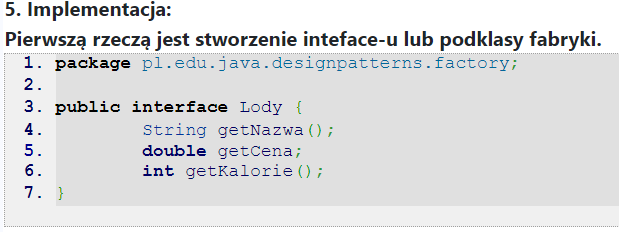 5. Implementacja:
Pierwszą rzeczą jest stworzenie inteface-u lub podklasy fabryki.
1. package pl.edu.java.designpatterns.factory;
2.
3. public interface Lody {
4. String getNazwa();
5. double getCena;
6. int getKalorie();
7. }